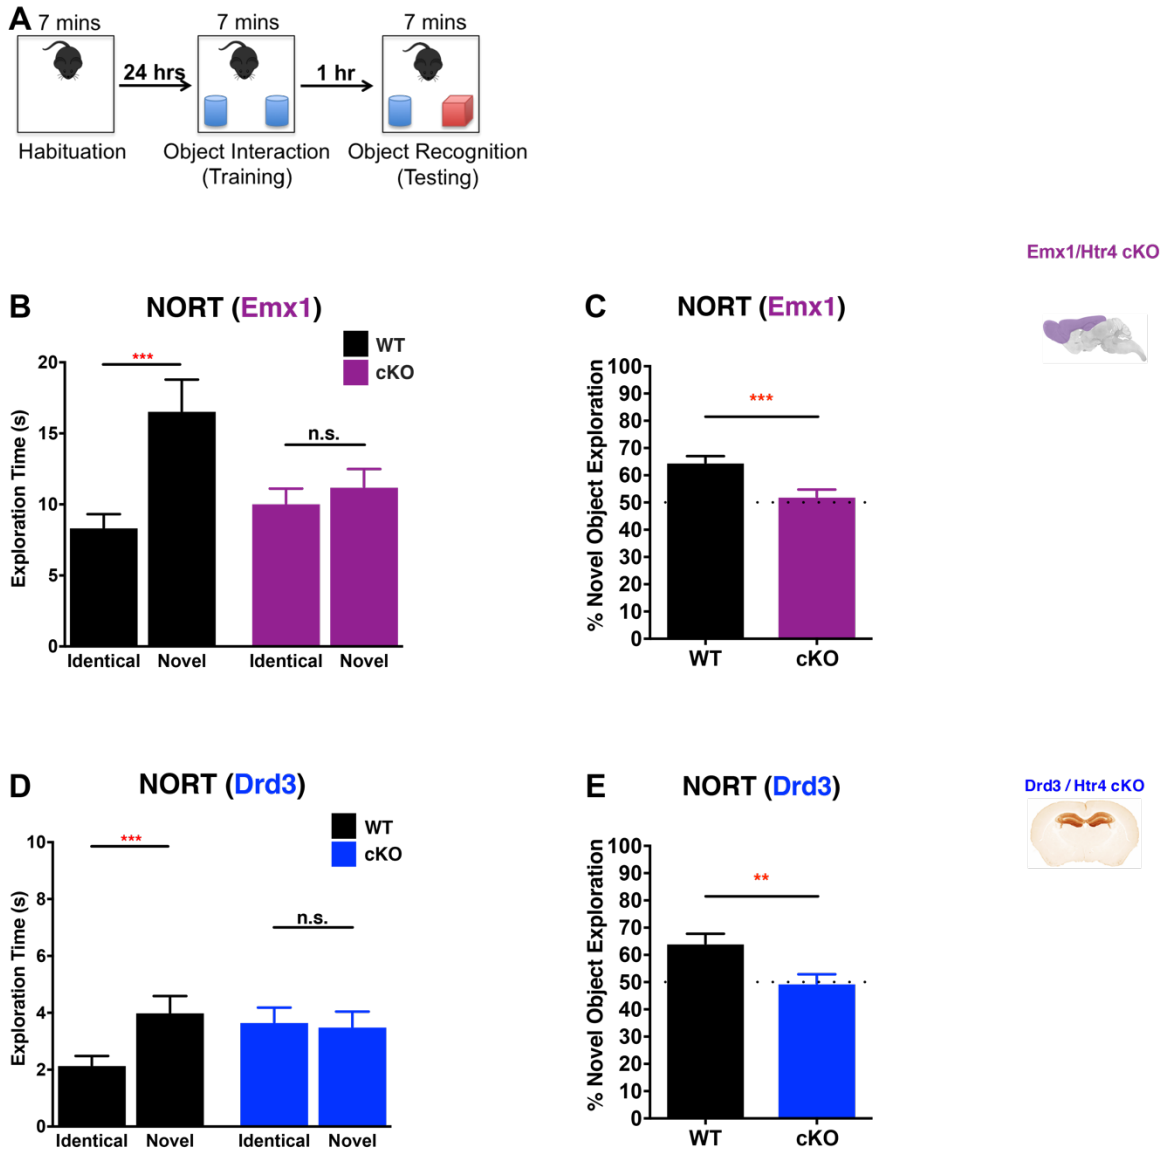 A
7 mins
7 mins
7 mins
24 hrs
1 hr
Habituation
Object Interaction
(Training)
Object Recognition
(Testing)
Emx1/Htr4 cKO
B
NORT (Emx1)
WT
cKO
***
n.s.
Exploration Time (s)
20
15
10
5
0
Identical
Novel
Identical
Novel
C
NORT (Emx1)
***
% Novel Object Exploration
100
90
80
70
60
50
40
30
20
10
0
WT
cKO
D
NORT (Drd3)
WT
cKO
***
n.s.
Exploration Time (s)
10
8
6
4
2
0
Identical
Novel
Identical
Novel
E
NORT (Drd3)
Drd3 / Htr4 cKO
**
% Novel Object Exploration
100
90
80
70
60
50
40
30
20
10
0
WT
cKO